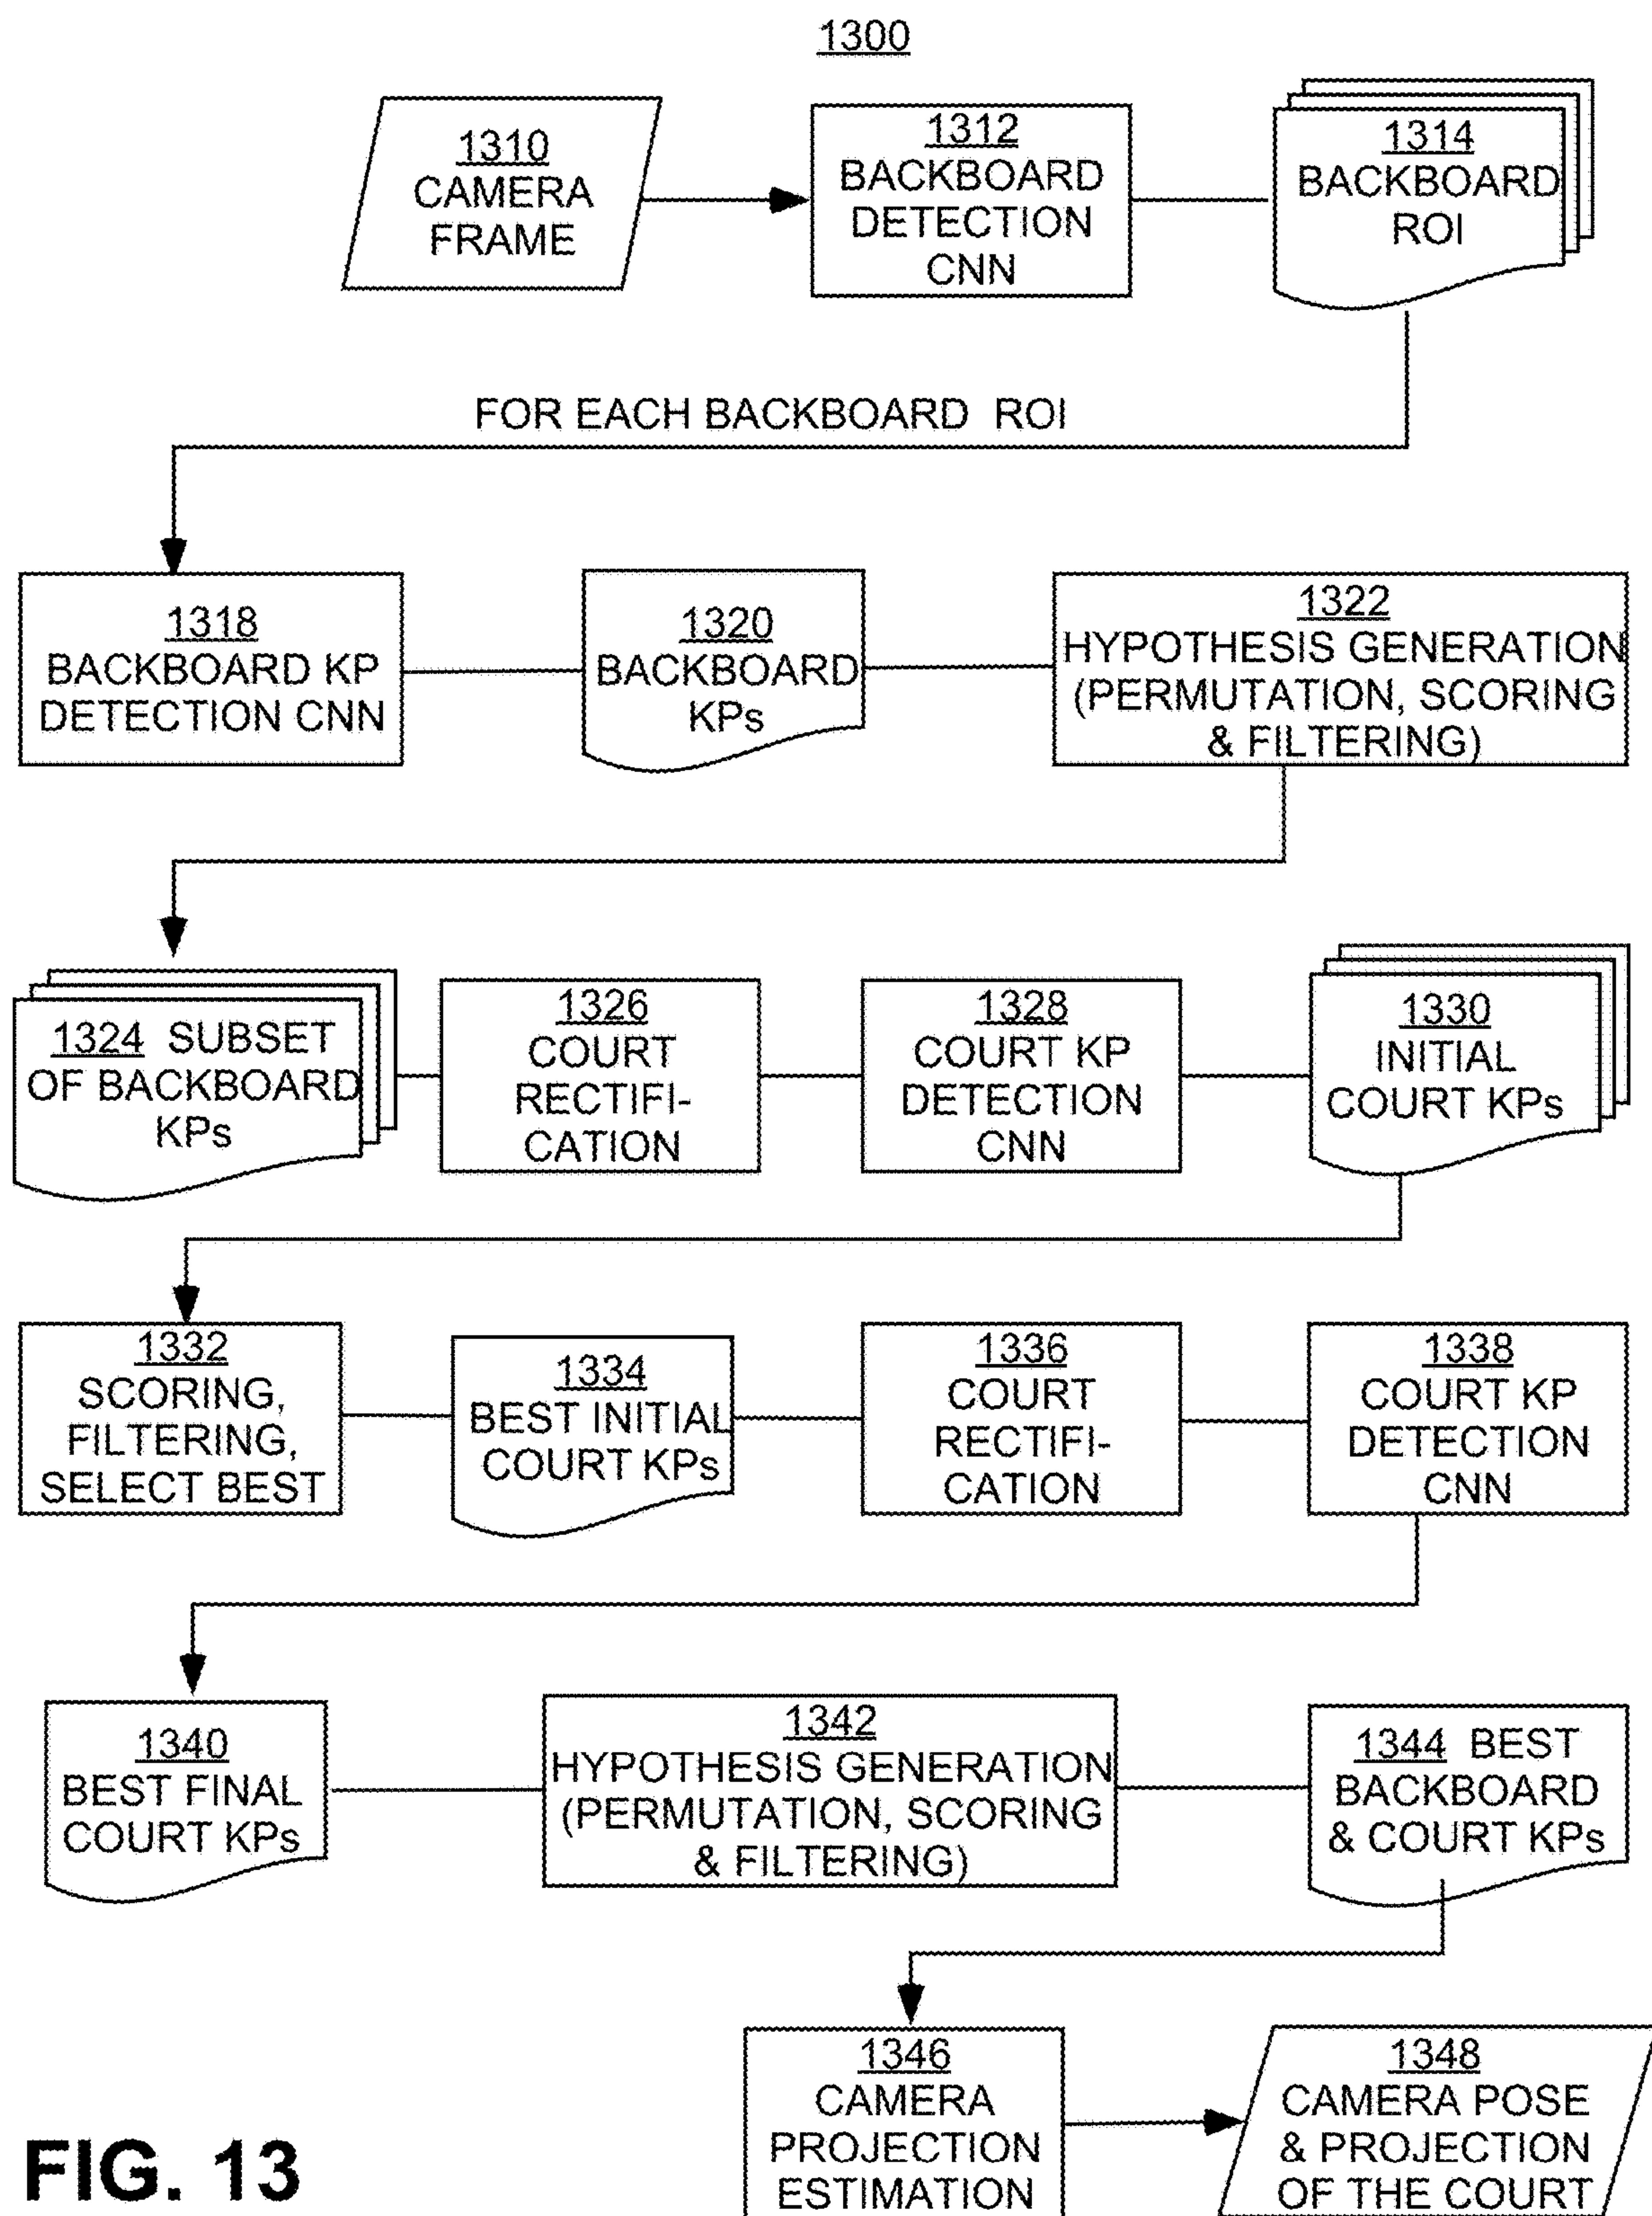 1300
1310
CAMERA
FRAME
1312
BACKBOARD
DETECTION
CNN
1314
BACKBOARD
ROI
FOR EACH BACKBOARD ROI
1318
BACKBOARD KP
DETECTION CNN
1320
BACKBOARD
KPs
1322
HYPOTHESIS GENERATION
(PERMUTATION, SCORING
& FILTERING)
1324 SUBSET
OF BACKBOARD
KPs
1326
COURT
RECTIFI-
CATION
1328
COURT KP
DETECTION
CNN
1330
INITIAL
COURT KPs
1332
SCORING,
FILTERING,
SELECT BEST
1334
BEST INITIAL
COURT KPs
1336
COURT
RECTIFI-
CATION
1338
COURT KP
DETECTION
CNN
1340
BEST FINAL
COURT KPs
1342
HYPOTHESIS GENERATION
(PERMUTATION, SCORING
& FILTERING)
1344 BEST
BACKBOARD
& COURT KPs
1346
CAMERA
PROJECTION
ESTIMATION
1348
CAMERA POSE
& PROJECTION
OF THE COURT
FIG. 13